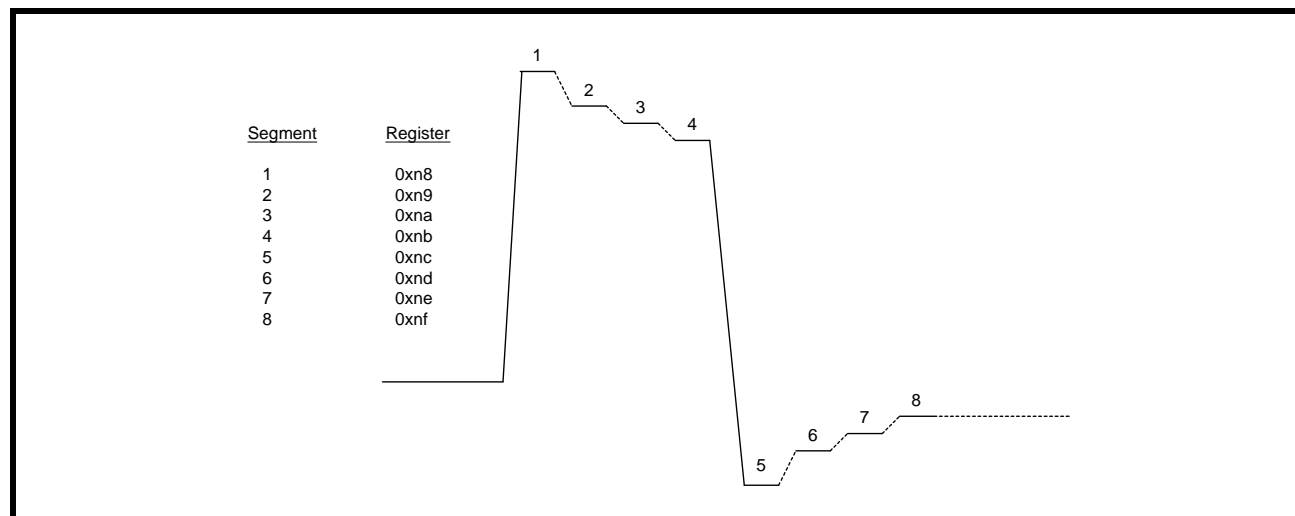 Segment Register
1 0xn8
2 0xn9
3 0xna
4 0xnb
5 0xnc
6 0xnd
7 0xne
8 0xnf
1
2
3
4
5
6
7
8